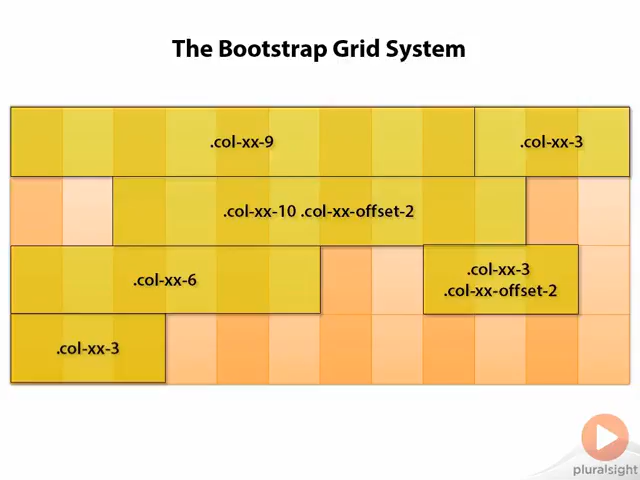 The Bootstrap Grid System
.col-xx-9
.col-xx-3
.col-xx-10 .col-xx-offset-2
.col-xx-6
.col-xx-3
.col-xx-offset-2
.col-xx-3
pluralsight